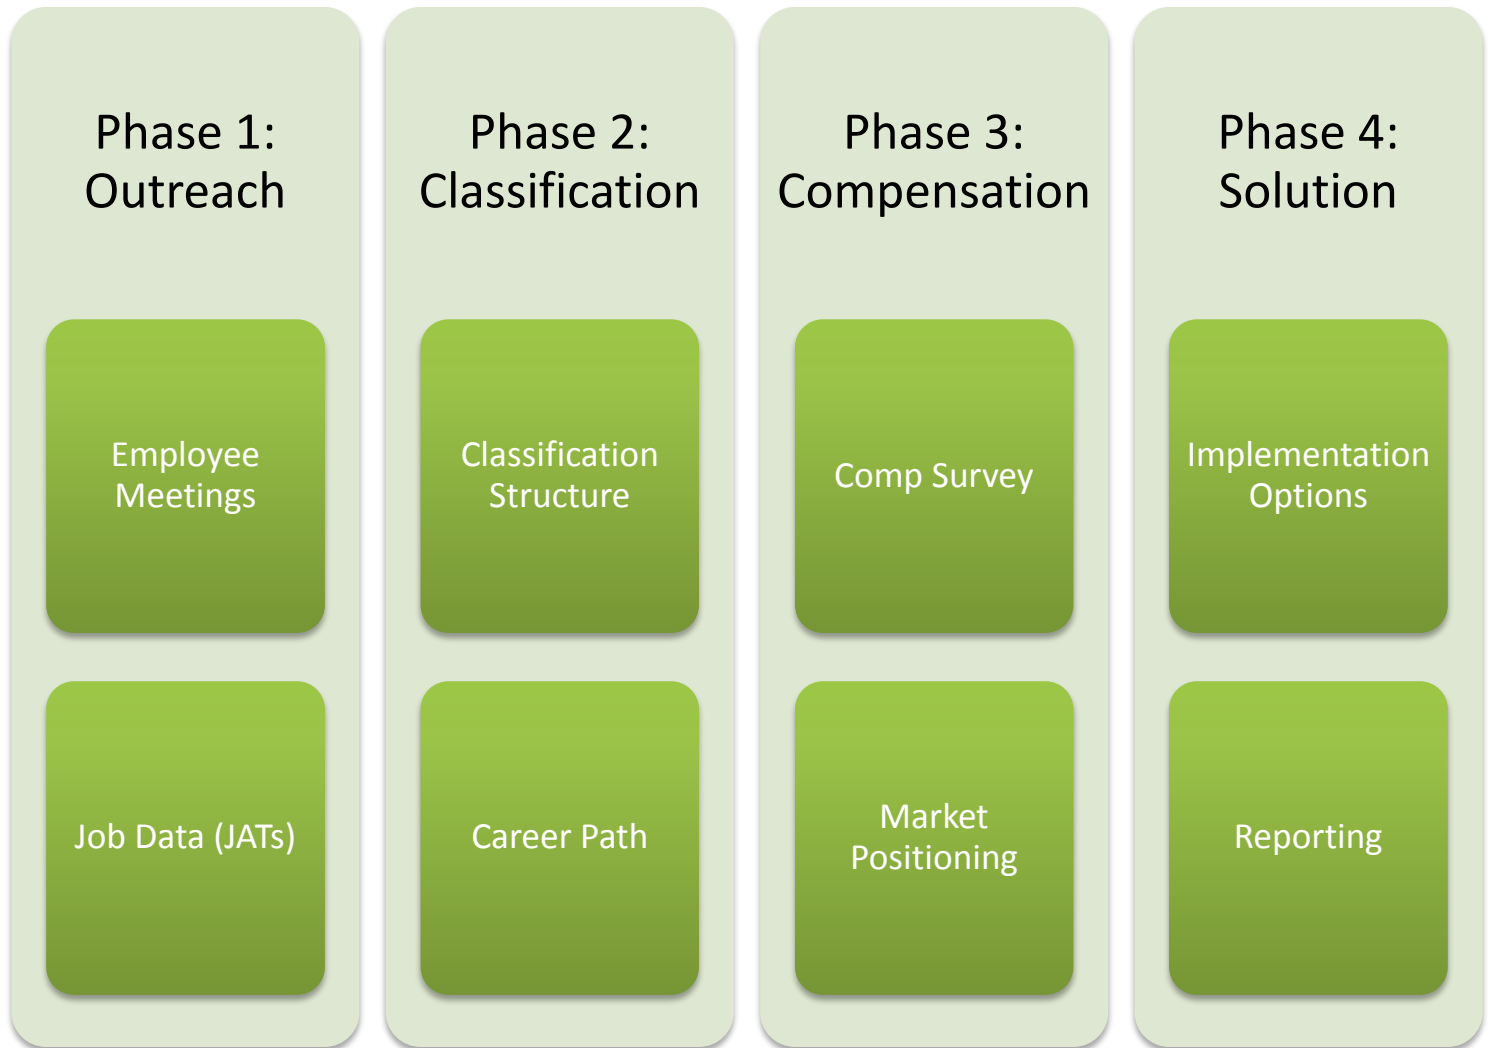 Phase 1:
Outreach
Employee
Meetings
Job Data (JATs)
Phase 2:
Classification
Classification
Structure
Career Path
Phase 3:
Compensation
Comp Survey
Market
Positioning
Phase 4:
Solution
Implementation
Options
Reporting